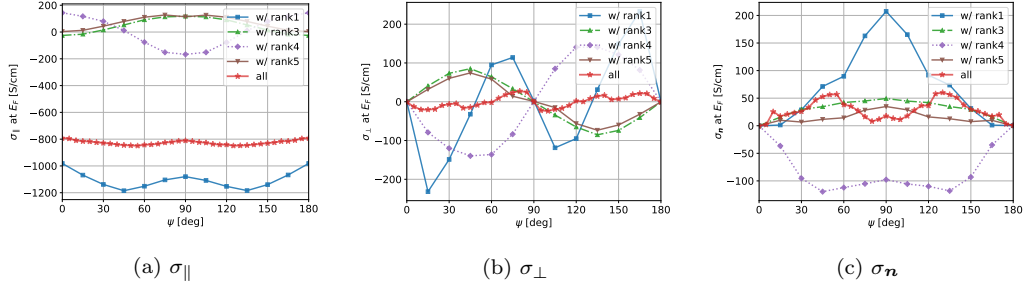 200
0
−200
−400
−600
−800
−1000
−1200
σ∥ at E_F [S/cm]
0 30 60 90 120 150 180
ψ [deg]
w/ rank1
w/ rank3
w/ rank4
w/ rank5
all
(a) σ∥
200
100
0
−100
−200
σ⊥ at E_F [S/cm]
0 30 60 90 120 150 180
ψ [deg]
w/ rank1
w/ rank3
w/ rank4
w/ rank5
all
(b) σ⊥
200
150
100
50
0
−50
−100
σn at E_F [S/cm]
0 30 60 90 120 150 180
ψ [deg]
w/ rank1
w/ rank3
w/ rank4
w/ rank5
all
(c) σn